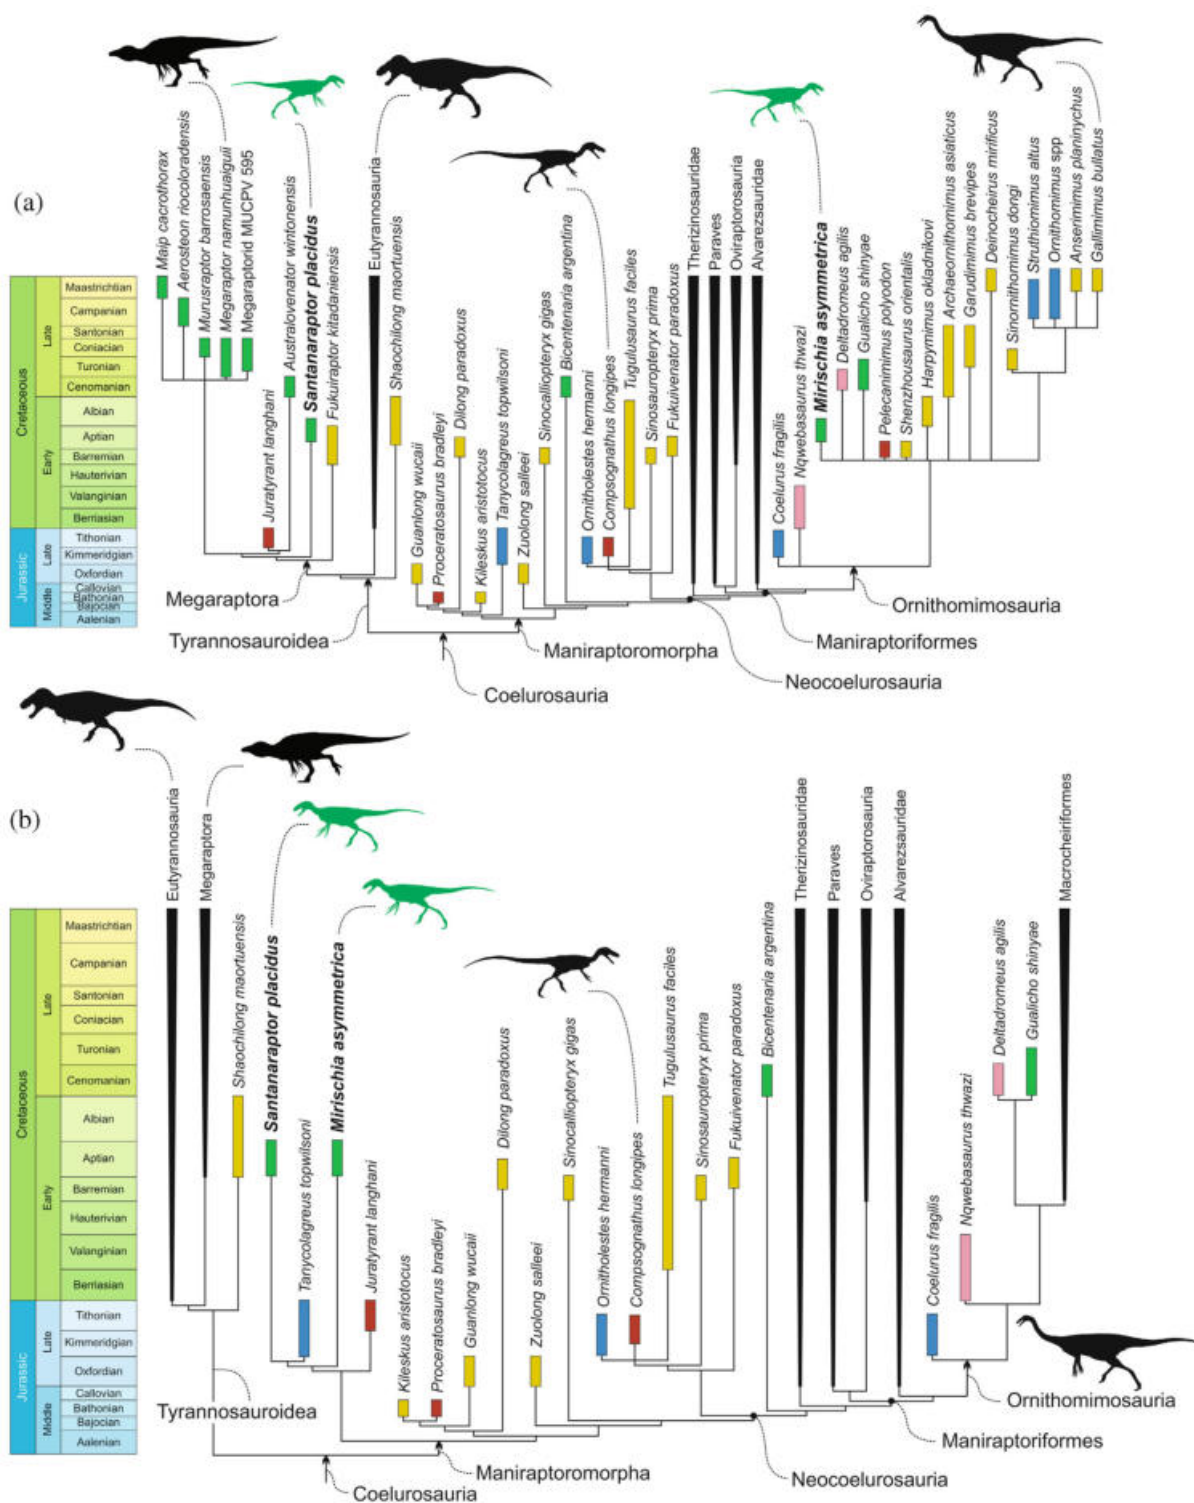 (a)
Maip cacrothorax
Aerosteon riocoloradensis
Murusraptor barrosaensis
Megaraptor namunhuaiguii
Megaraptorid MUCPV 595
Juratyrant langhani
Australovenator wintonensis
Santanaraptor placidus
Fukuiraptor kitadaniensis
Eutyrannosauria
Shaochilong maortuensis
Guanlong wucaii
Proceratosaurus bradleyi
Dilong paradoxus
Kileskus aristotocus
Tanycolagreus topwilsoni
Zuolong salleei
Sinocalliopteryx gigas
Bicentenaria argentina
Ornitholestes hermanni
Compsognathus longipes
Tugulusaurus faciles
Sinosauropteryx prima
Fukuivenator paradoxus
Therizinosauridae
Paraves
Oviraptorosauria
Alvarezsauridae
Coelurus fragilis
Nqwebasaurus thwazi
Mirischia asymmetrica
Deltadromeus agilis
Gualicho shinyae
Pelecanimimus polyodon
Shenzhousaurus orientalis
Harpymimus okladnikovi
Archaeornithomimus asiaticus
Garudimimus brevipes
Deinocheirus mirificus
Sinornithomimus dongi
Struthiomimus altus
Ornithomimus spp
Anserimimus planinychus
Gallimimus bullatus
Cretaceous
Late
Maastrichtian
Campanian
Santonian
Coniacian
Turonian
Cenomanian
Early
Albian
Aptian
Barremian
Hauterivian
Valanginian
Berriasian
Jurassic
Late
Tithonian
Kimmeridgian
Oxfordian
Middle
Callovian
Bathonian
Bajocian
Aalenian
Megaraptora
Tyrannosauroidea
Coelurosauria
Maniraptoromorpha
Neocoelurosauria
Maniraptoriformes
Ornithomimosauria
(b)
Eutyrannosauria
Megaraptora
Shaochilong maortuensis
Santanaraptor placidus
Tanycolagreus topwilsoni
Mirischia asymmetrica
Juratyrant langhani
Kileskus aristotocus
Proceratosaurus bradleyi
Guanlong wucaii
Dilong paradoxus
Zuolong salleei
Sinocalliopteryx gigas
Ornitholestes hermanni
Compsognathus longipes
Tugulusaurus faciles
Sinosauropteryx prima
Fukuivenator paradoxus
Bicentenaria argentina
Therizinosauridae
Paraves
Oviraptorosauria
Alvarezsauridae
Coelurus fragilis
Nqwebasaurus thwazi
Deltadromeus agilis
Gualicho shinyae
Macrocheiriformes
Cretaceous
Late
Maastrichtian
Campanian
Santonian
Coniacian
Turonian
Cenomanian
Early
Albian
Aptian
Barremian
Hauterivian
Valanginian
Berriasian
Jurassic
Late
Tithonian
Kimmeridgian
Oxfordian
Middle
Callovian
Bathonian
Bajocian
Aalenian
Tyrannosauroidea
Coelurosauria
Maniraptoromorpha
Neocoelurosauria
Maniraptoriformes
Ornithomimosauria